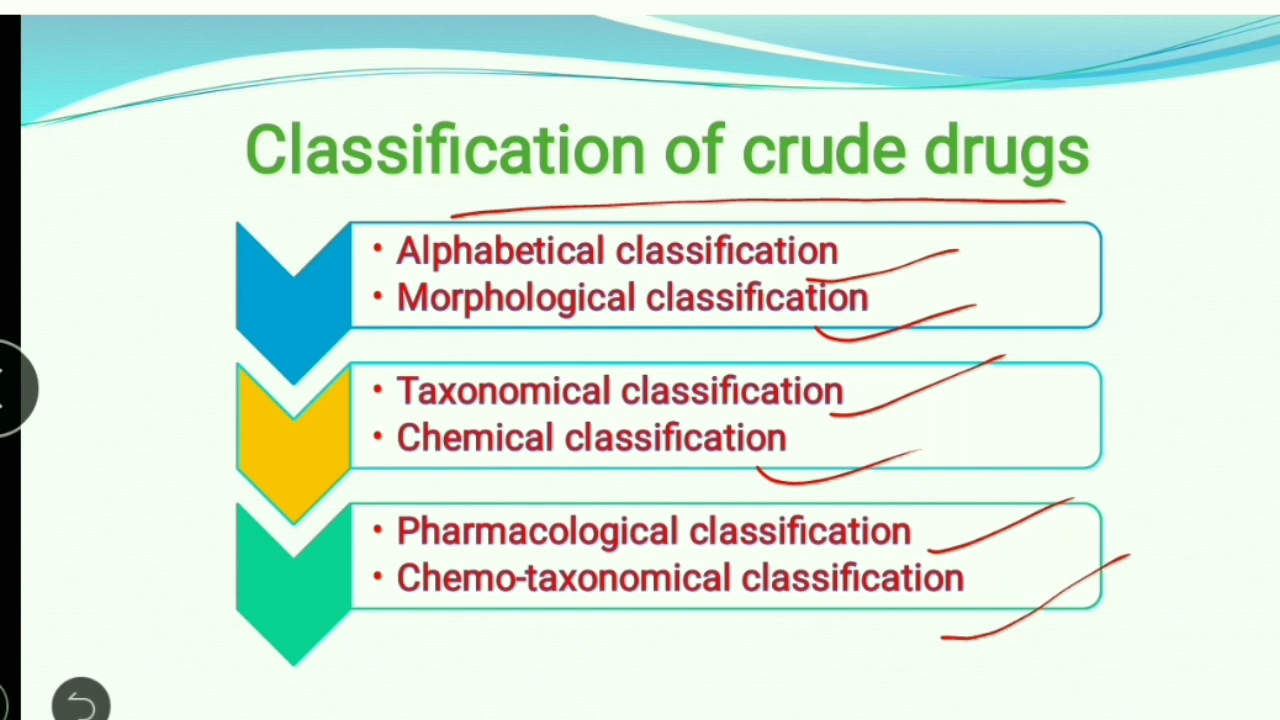 Classification of crude drugs
• Alphabetical classification
• Morphological classification
• Taxonomical classification
• Chemical classification
• Pharmacological classification
• Chemo-taxonomical classification